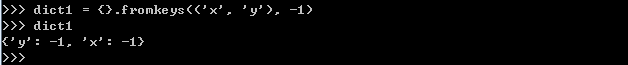 >>> dict1 = {}.fromkeys(('x', 'y'), -1)
>>> dict1
{'y': -1, 'x': -1}
>>>